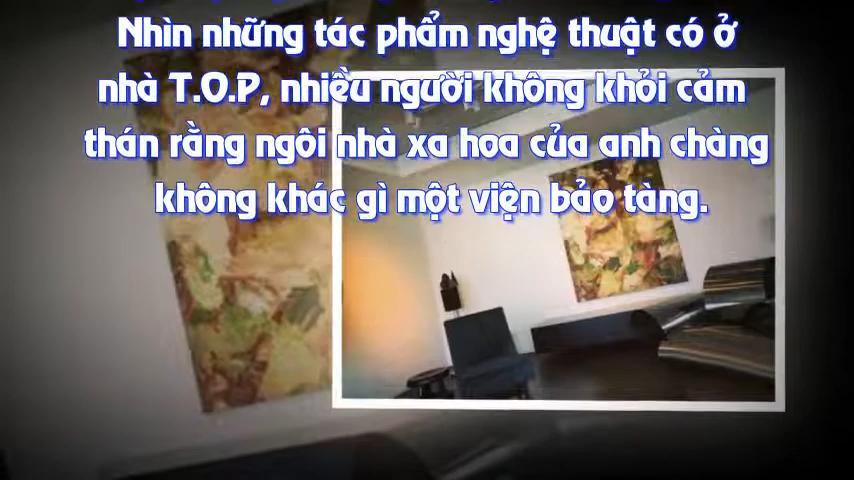 Nhìn những tác phẩm nghệ thuật có ở
nhà T.O.P, nhiều người không khỏi cảm
thán rằng ngôi nhà xa hoa của anh chàng
không khác gì một viện bảo tàng.